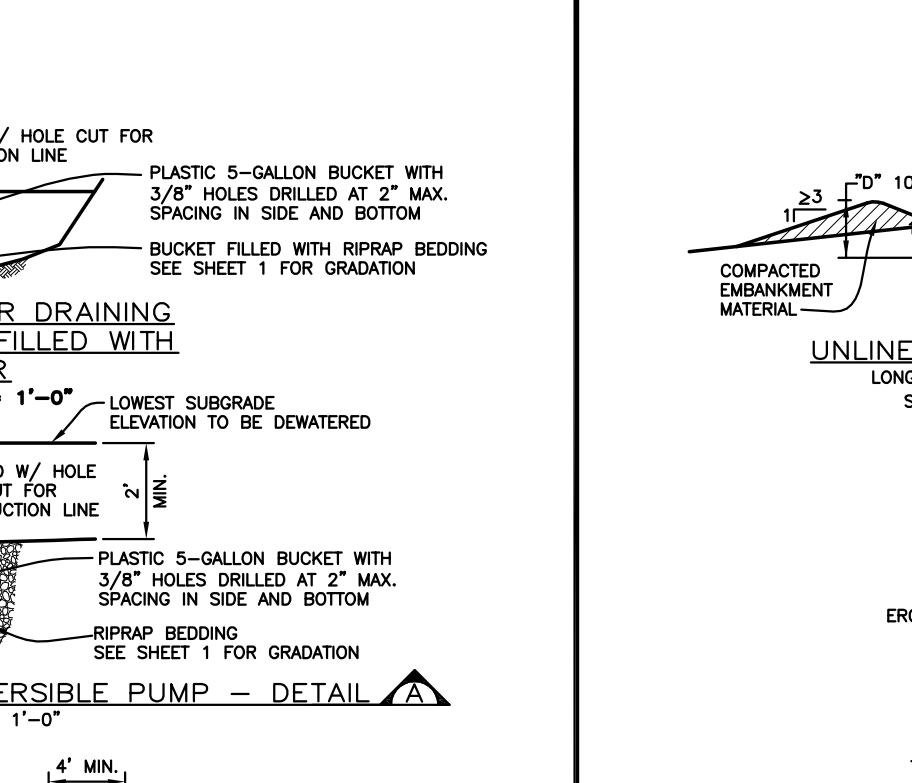 W/ HOLE CUT FOR
ON LINE
PLASTIC 5-GALLON BUCKET WITH
3/8" HOLES DRILLED AT 2" MAX.
SPACING IN SIDE AND BOTTOM
BUCKET FILLED WITH RIPRAP BEDDING
SEE SHEET 1 FOR GRADATION
R DRAINING
FILLED WITH
R
= 1'-0"
LOWEST SUBGRADE
ELEVATION TO BE DEWATERED
W/ HOLE
UT FOR
UCTION LINE
2'
MIN.
PLASTIC 5-GALLON BUCKET WITH
3/8" HOLES DRILLED AT 2" MAX.
SPACING IN SIDE AND BOTTOM
RIPRAP BEDDING
SEE SHEET 1 FOR GRADATION
ERSIBLE PUMP - DETAIL A
1'-0"
4' MIN.
"D" 10
≥3
1
COMPACTED
EMBANKMENT
MATERIAL
UNLINE
LONG
S
ERO